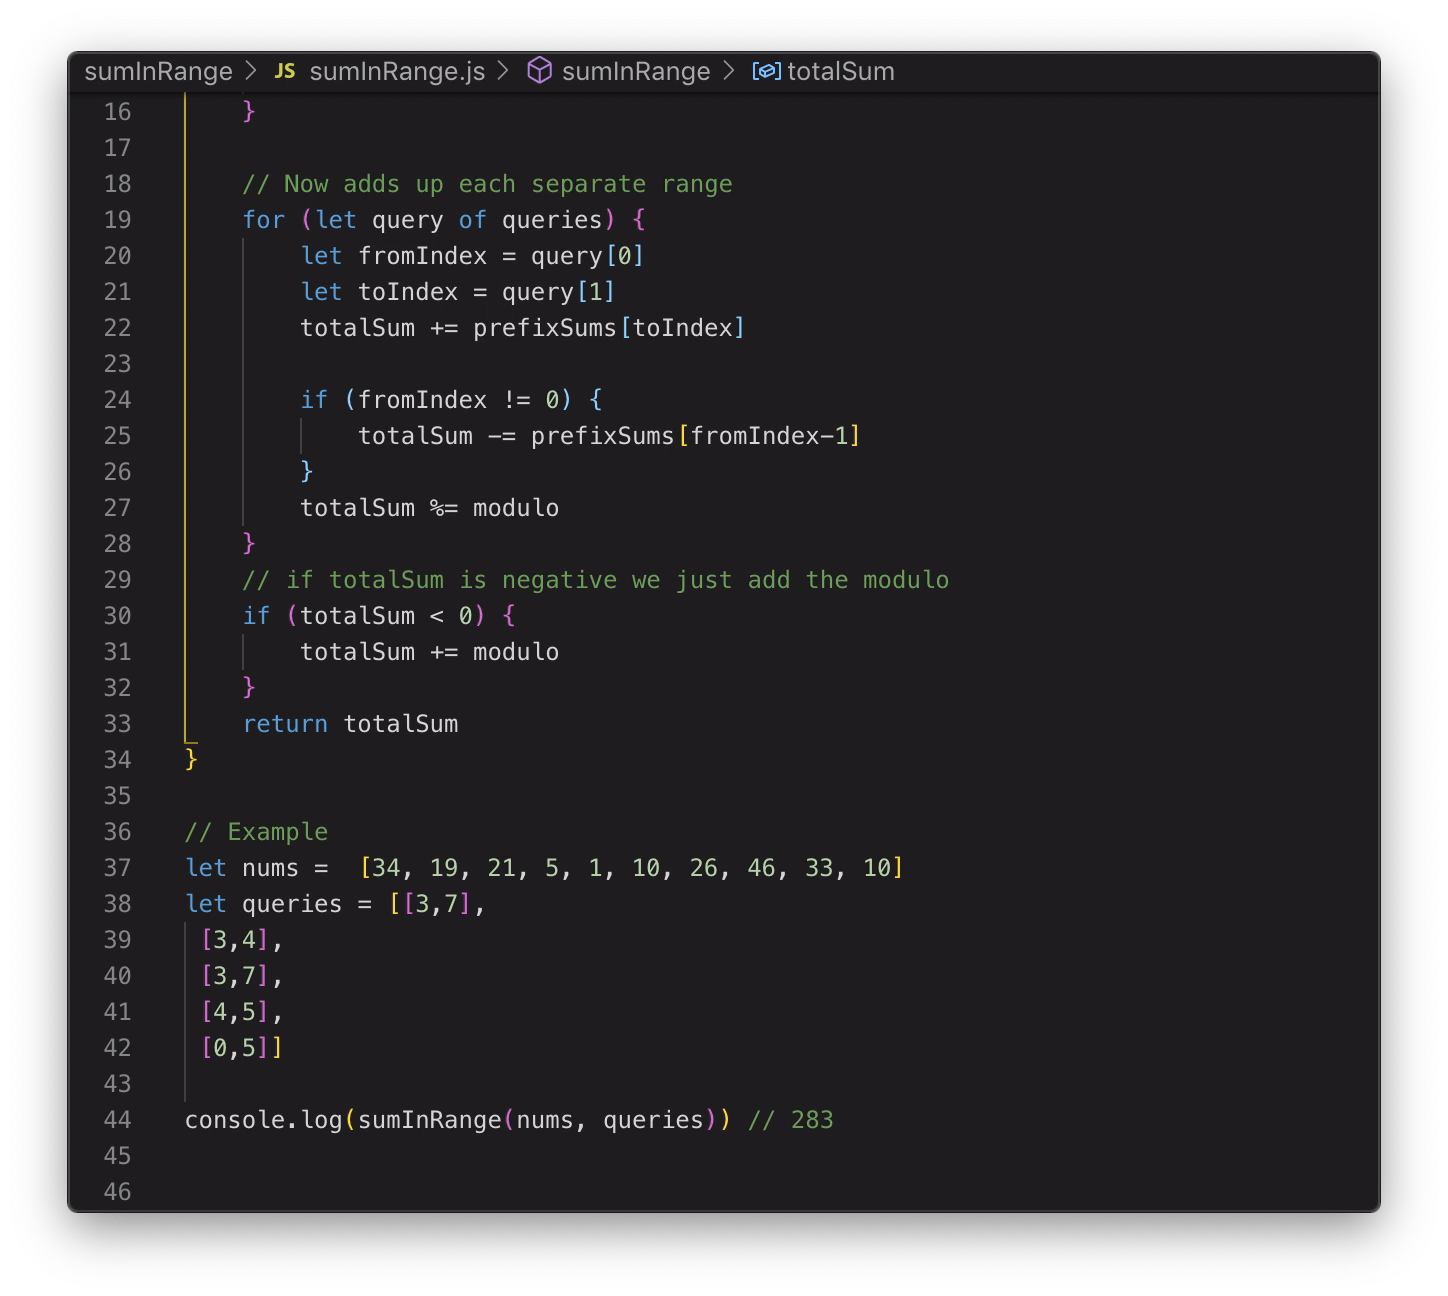 sumInRange > JS sumInRange.js > sumInRange > totalSum
16     }
17
18     // Now adds up each separate range
19     for (let query of queries) {
20         let fromIndex = query[0]
21         let toIndex = query[1]
22         totalSum += prefixSums[toIndex]
23
24         if (fromIndex != 0) {
25             totalSum -= prefixSums[fromIndex-1]
26         }
27         totalSum %= modulo
28     }
29     // if totalSum is negative we just add the modulo
30     if (totalSum < 0) {
31         totalSum += modulo
32     }
33     return totalSum
34 }
35
36 // Example
37 let nums =  [34, 19, 21, 5, 1, 10, 26, 46, 33, 10]
38 let queries = [[3,7],
39  [3,4],
40  [3,7],
41  [4,5],
42  [0,5]]
43
44 console.log(sumInRange(nums, queries)) // 283
45
46